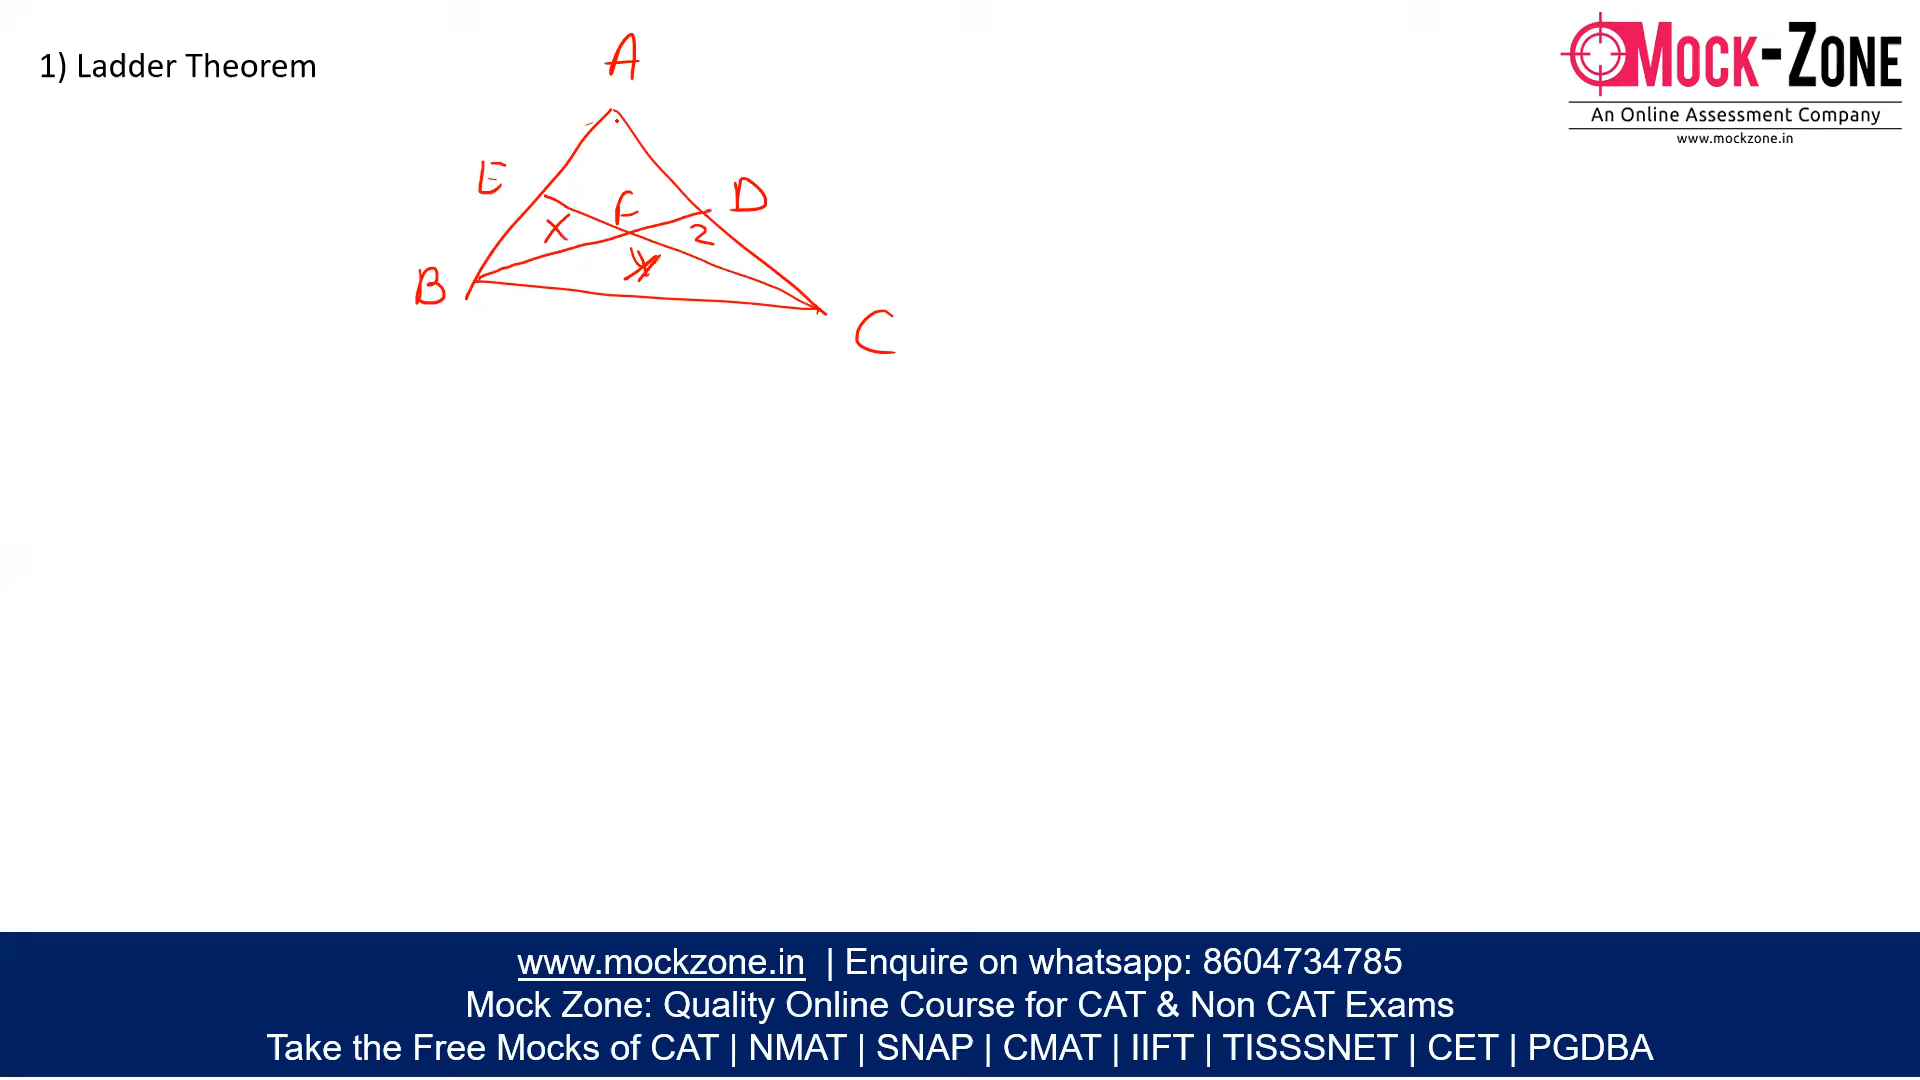 1) Ladder Theorem
A
E
F
D
X
2
B
C
MOCK-ZONE
An Online Assessment Company
www.mockzone.in
www.mockzone.in | Enquire on whatsapp: 8604734785
Mock Zone: Quality Online Course for CAT & Non CAT Exams
Take the Free Mocks of CAT | NMAT | SNAP | CMAT | IIFT | TISSSNET | CET | PGDBA